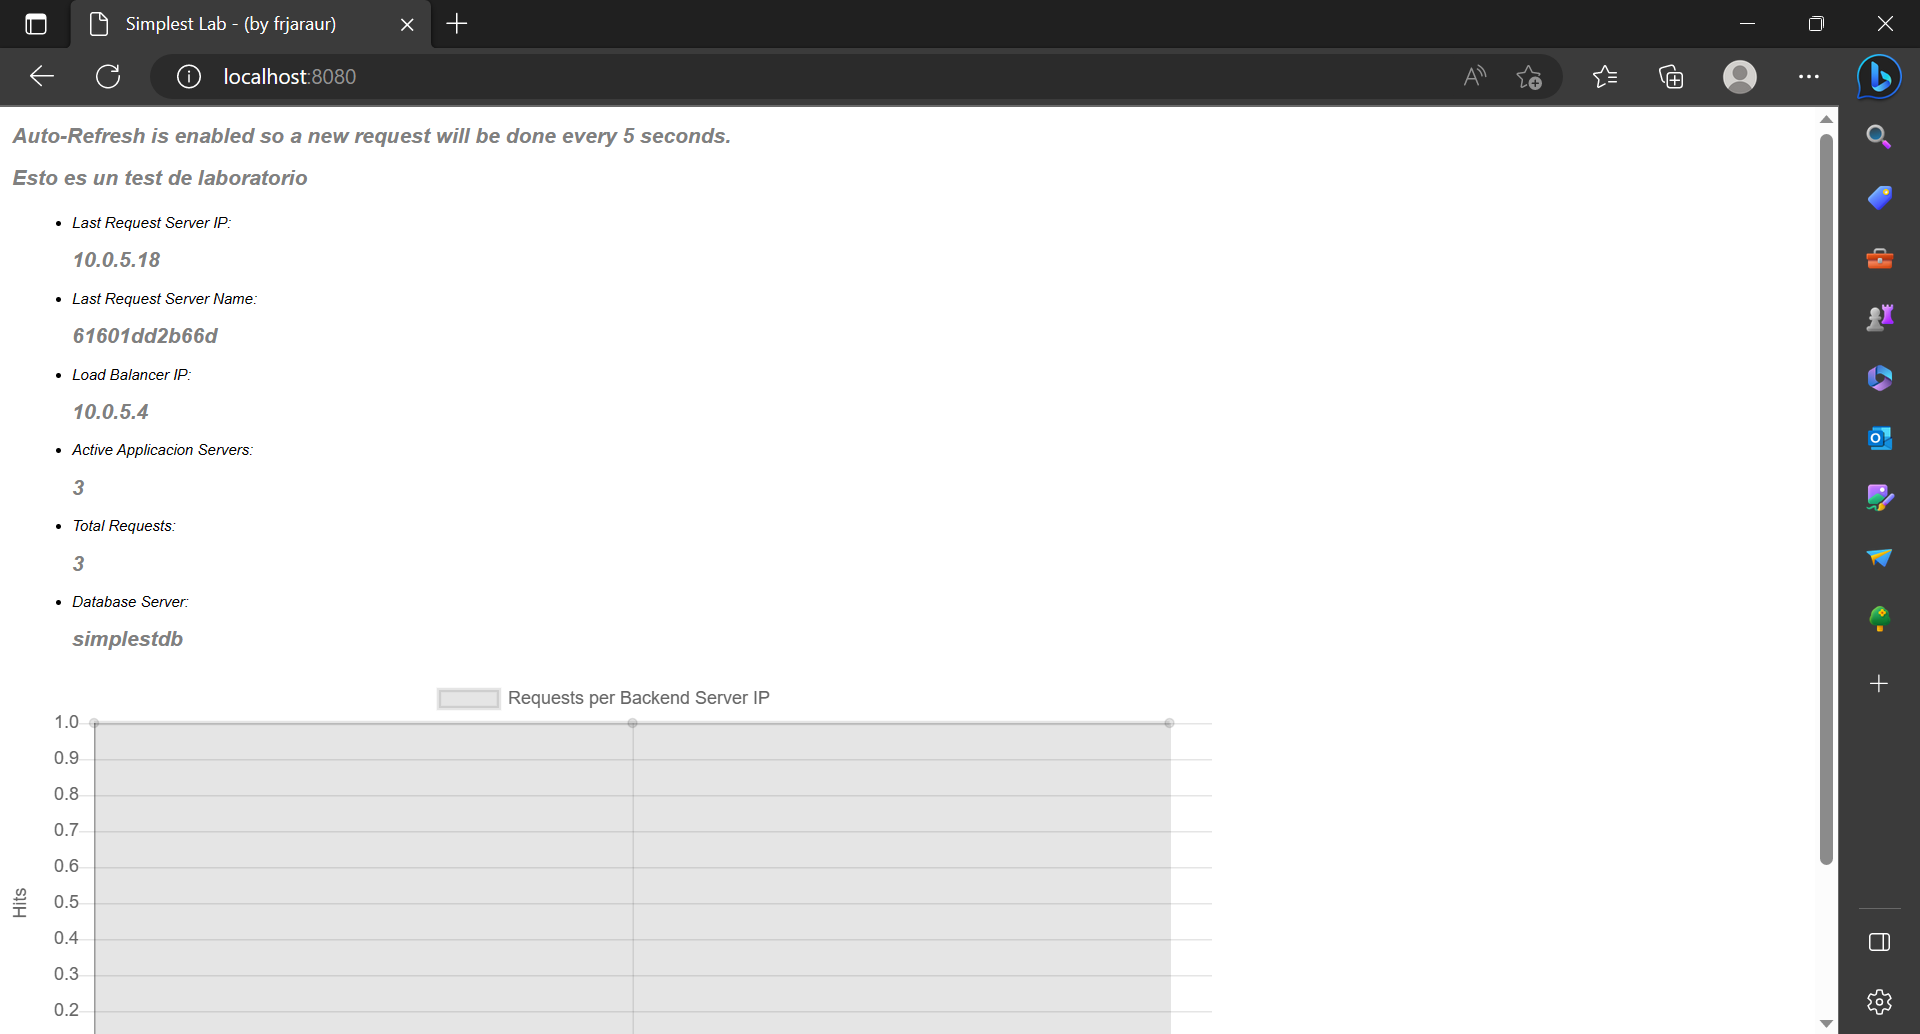 Simplest Lab - (by frjaraur)
localhost:8080
Auto-Refresh is enabled so a new request will be done every 5 seconds.
Esto es un test de laboratorio
Last Request Server IP:
10.0.5.18
Last Request Server Name:
61601dd2b66d
Load Balancer IP:
10.0.5.4
Active Applicacion Servers:
3
Total Requests:
3
Database Server:
simplestdb
Requests per Backend Server IP
1.0
0.9
0.8
0.7
0.6
0.5
Hits
0.4
0.3
0.2